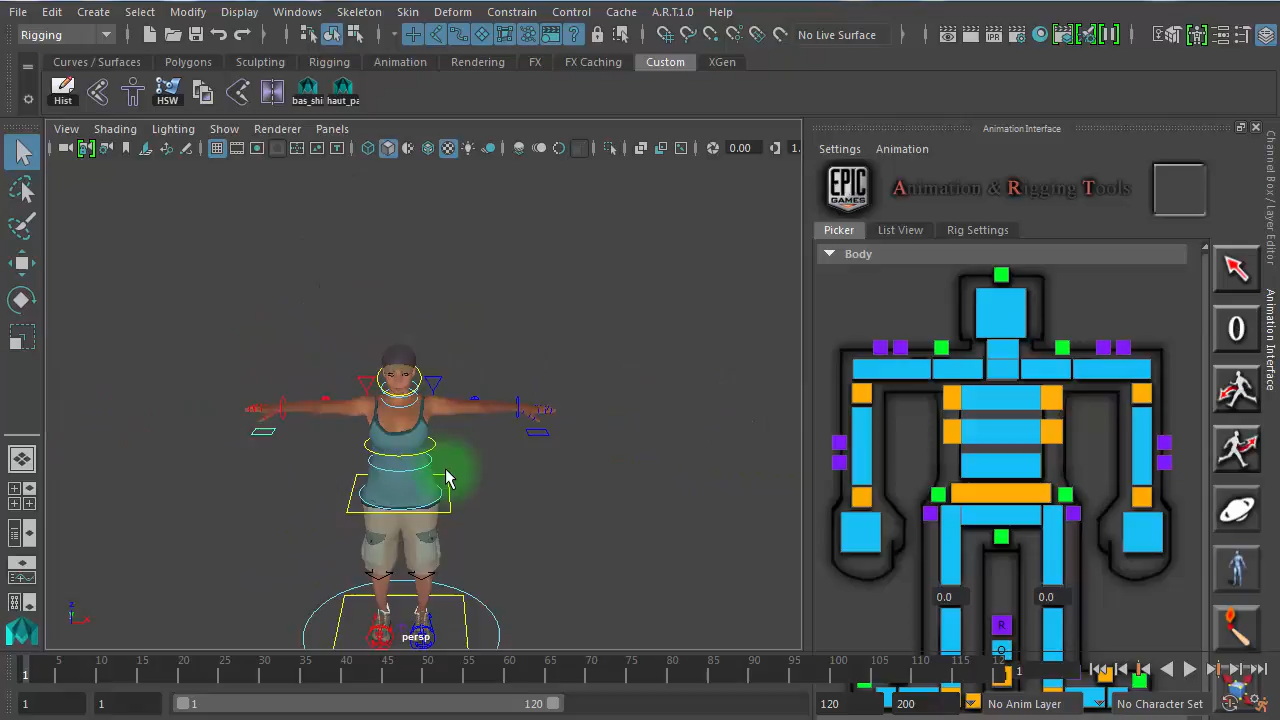 File Edit Create Select Modify Display Windows Skeleton Skin Deform Constrain Control Cache A.R.T.1.0 Help
Rigging No Live Surface
Curves / Surfaces Polygons Sculpting Rigging Animation Rendering FX FX Caching Custom XGen
Hist HSW bas_shi haut_pa
View Shading Lighting Show Renderer Panels
0.00 1.
Animation Interface
Settings Animation
EPIC GAMES Animation & Rigging Tools
Picker List View Rig Settings
Body
0
0.0 0.0
R
persp
Channel Box / Layer Editor
Animation Interface
1 5 10 15 20 25 30 35 40 45 50 55 60 65 70 75 80 85 90 95 100 105 110 115 12 1
1 1 1 120 120 200 No Anim Layer No Character Set